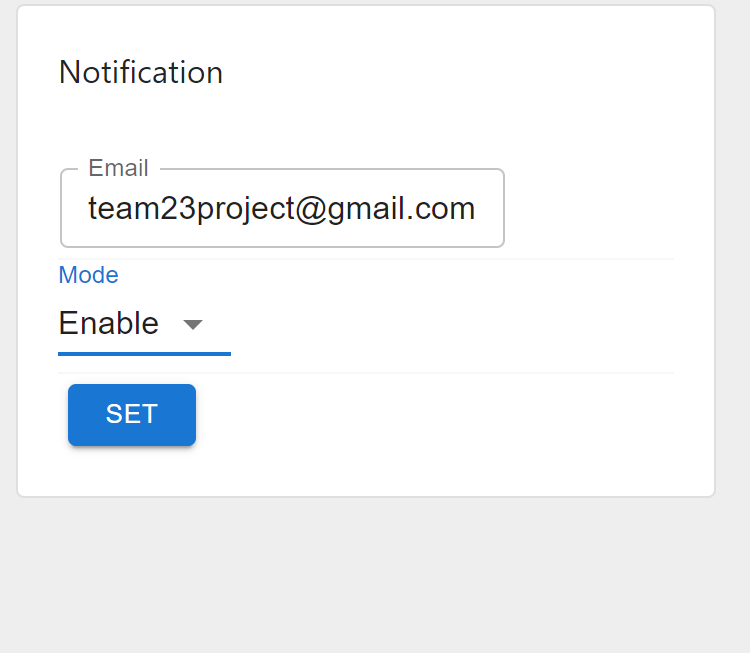 Notification
Email
team23project@gmail.com
Mode
Enable
SET